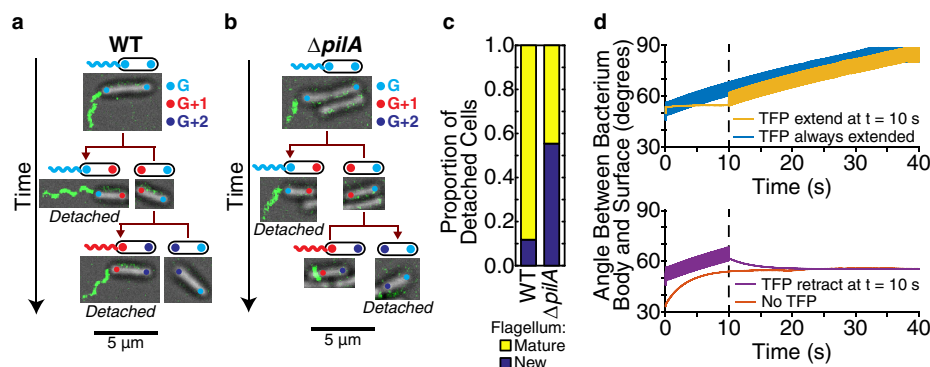 a
WT
Time
G
G+1
G+2
Detached
Detached
5 µm
b
ΔpilA
Time
G
G+1
G+2
Detached
Detached
5 µm
c
Proportion of
Detached Cells
1.0
0.8
0.6
0.4
0.2
0.0
WT
ΔpilA
Flagellum:
Mature
New
d
Angle Between Bacterium
Body and Surface (degrees)
90
60
30
TFP extend at t = 10 s
TFP always extended
0 10 20 30 40
Time (s)
90
60
30
TFP retract at t = 10 s
No TFP
0 10 20 30 40
Time (s)